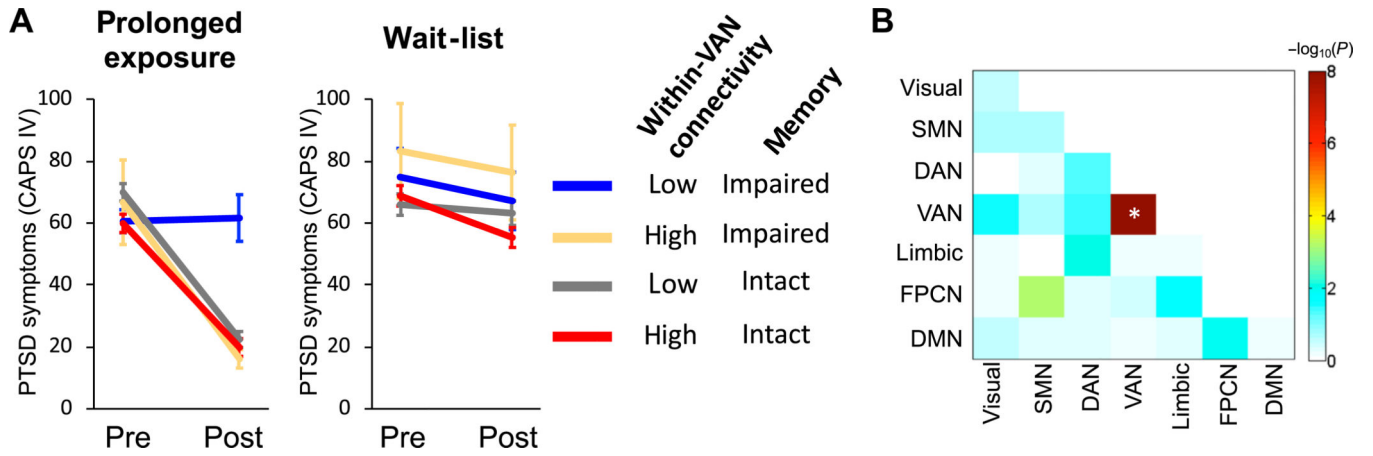 A
Prolonged
exposure
PTSD symptoms (CAPS IV)
100
80
60
40
20
0
Pre Post
Wait-list
PTSD symptoms (CAPS IV)
100
80
60
40
20
0
Pre Post
Within-VAN
connectivity
Memory
Low Impaired
High Impaired
Low Intact
High Intact
B
−log10(P)
8
6
4
2
0
Visual
SMN
DAN
VAN
*
Limbic
FPCN
DMN
Visual
SMN
DAN
VAN
Limbic
FPCN
DMN